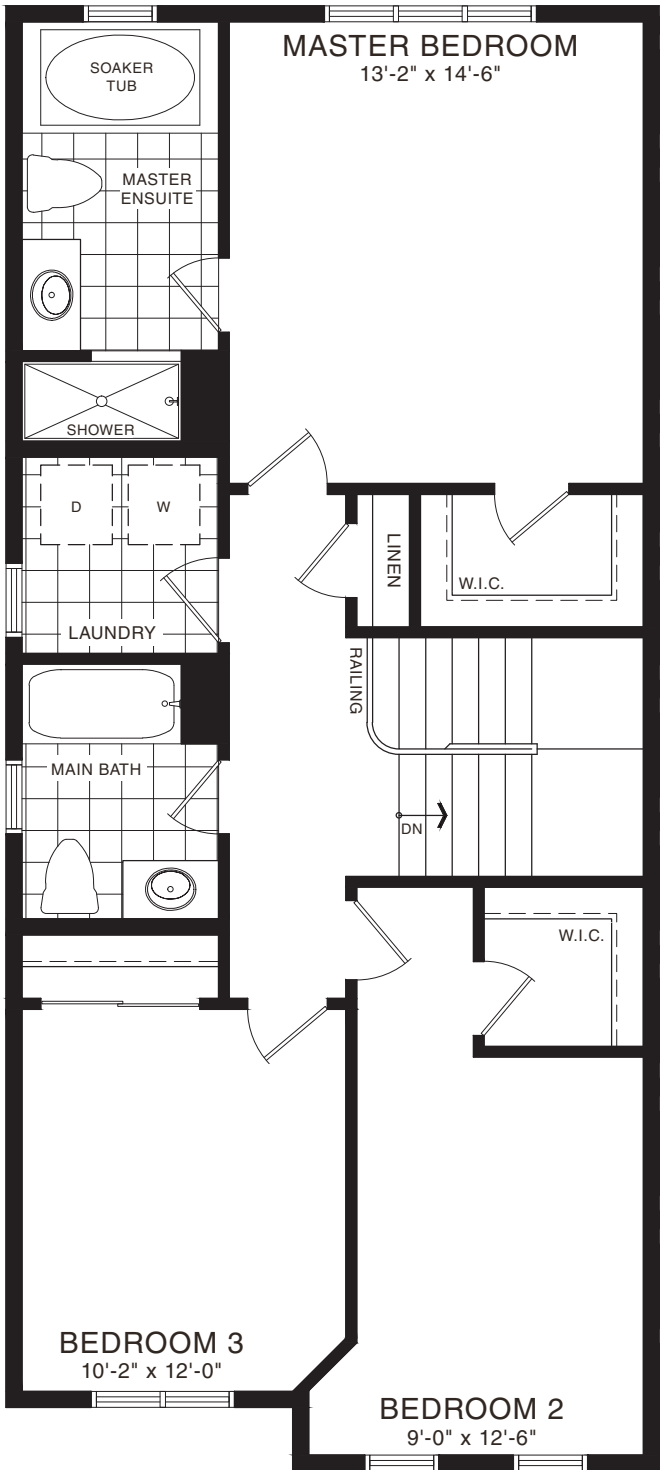 MASTER BEDROOM
13'-2" x 14'-6"
SOAKER
TUB
MASTER
ENSUITE
SHOWER
D
W
LAUNDRY
LINEN
W.I.C.
RAILING
MAIN BATH
DN
W.I.C.
BEDROOM 3
10'-2" x 12'-0"
BEDROOM 2
9'-0" x 12'-6"